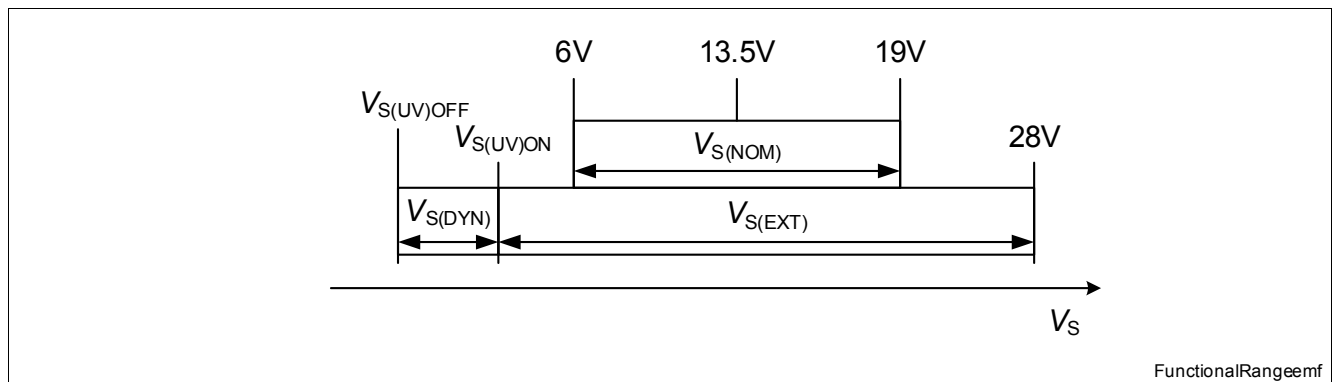 6V 13.5V 19V
VS(UV)OFF
VS(UV)ON VS(NOM) 28V
VS(DYN) VS(EXT)
VS
FunctionalRangeemf